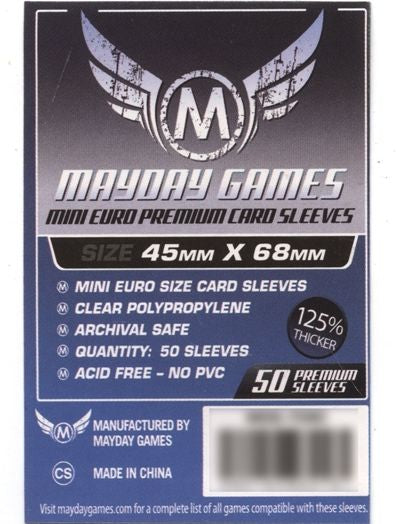 M
MAYDAY GAMES
MINI EURO PREMIUM CARD SLEEVES
SIZE 45MM X 68MM
MINI EURO SIZE CARD SLEEVES
CLEAR POLYPROPYLENE
ARCHIVAL SAFE
QUANTITY: 50 SLEEVES
ACID FREE – NO PVC
125%
THICKER
50 PREMIUM
SLEEVES
MANUFACTURED BY
MAYDAY GAMES
CS MADE IN CHINA
Visit maydaygames.com for a complete list of all games compatible with these sleeves.